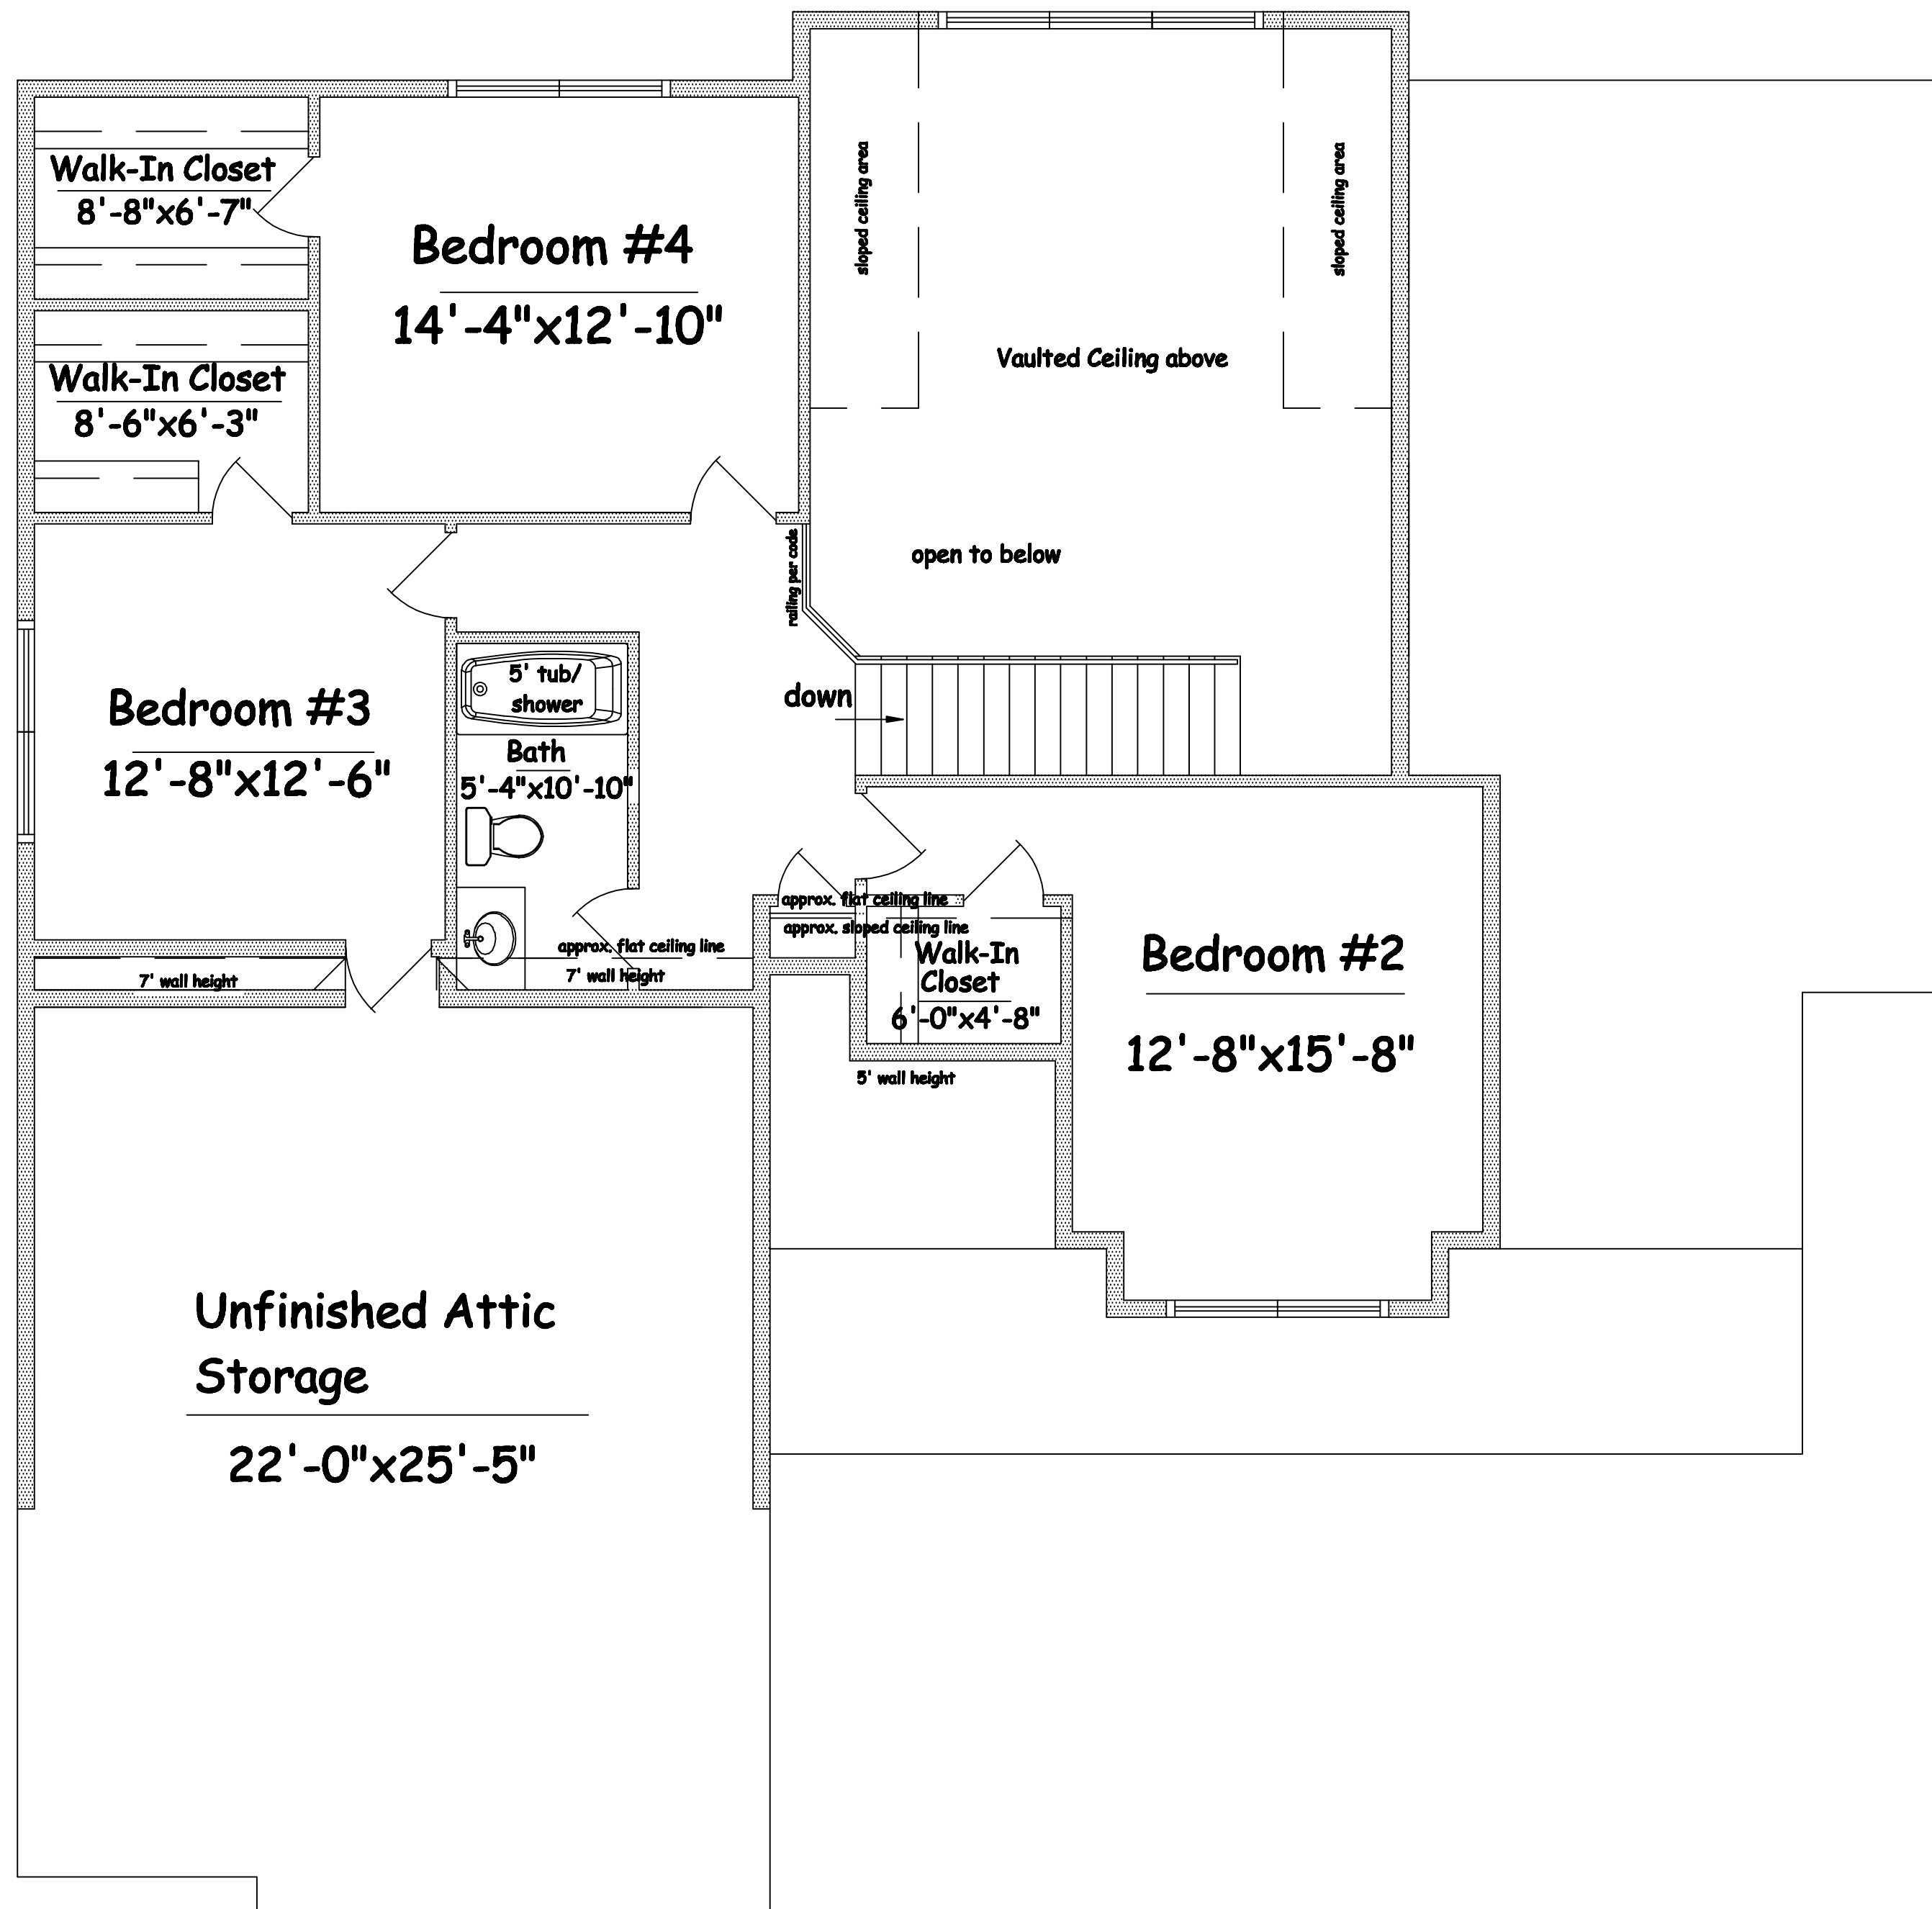 Walk-In Closet
8'-8"x6'-7"
Bedroom #4
14'-4"x12'-10"
sloped ceiling area
sloped ceiling area
Vaulted Ceiling above
Walk-In Closet
8'-6"x6'-3"
open to below
railing per code
5' tub/
shower
down
Bedroom #3
12'-8"x12'-6"
Bath
5'-4"x10'-10"
approx. flat ceiling line
approx. sloped ceiling line
approx. flat ceiling line
7' wall height
7' wall height
Walk-In
Closet
6'-0"x4'-8"
5' wall height
Bedroom #2
12'-8"x15'-8"
Unfinished Attic
Storage
22'-0"x25'-5"